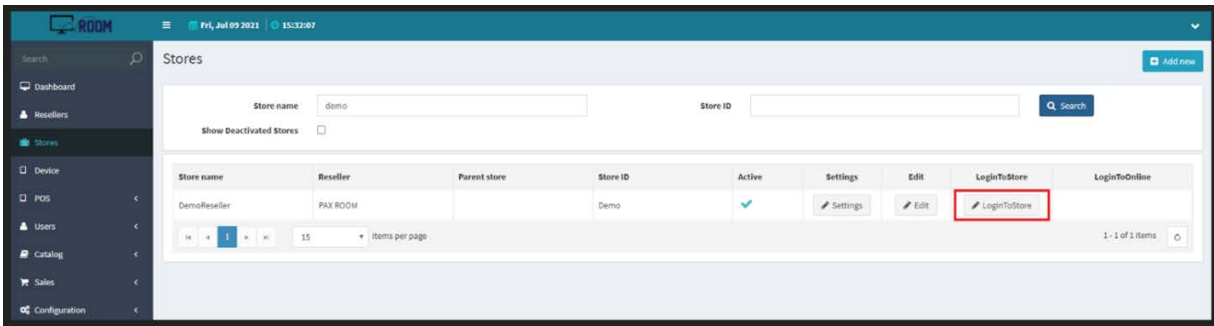 ROOM
Fri, Jul 09 2021 15:32:07
Search
Stores
Add new
Dashboard
Store name demo Store ID Search
Resellers
Show Deactivated Stores
Stores
Device
Store name Reseller Parent store Store ID Active Settings Edit LoginToStore LoginToOnline
POS
DemoReseller PAX ROOM Demo Settings Edit LoginToStore
Users
1 15 items per page 1 - 1 of 1 items
Catalog
Sales
Configuration